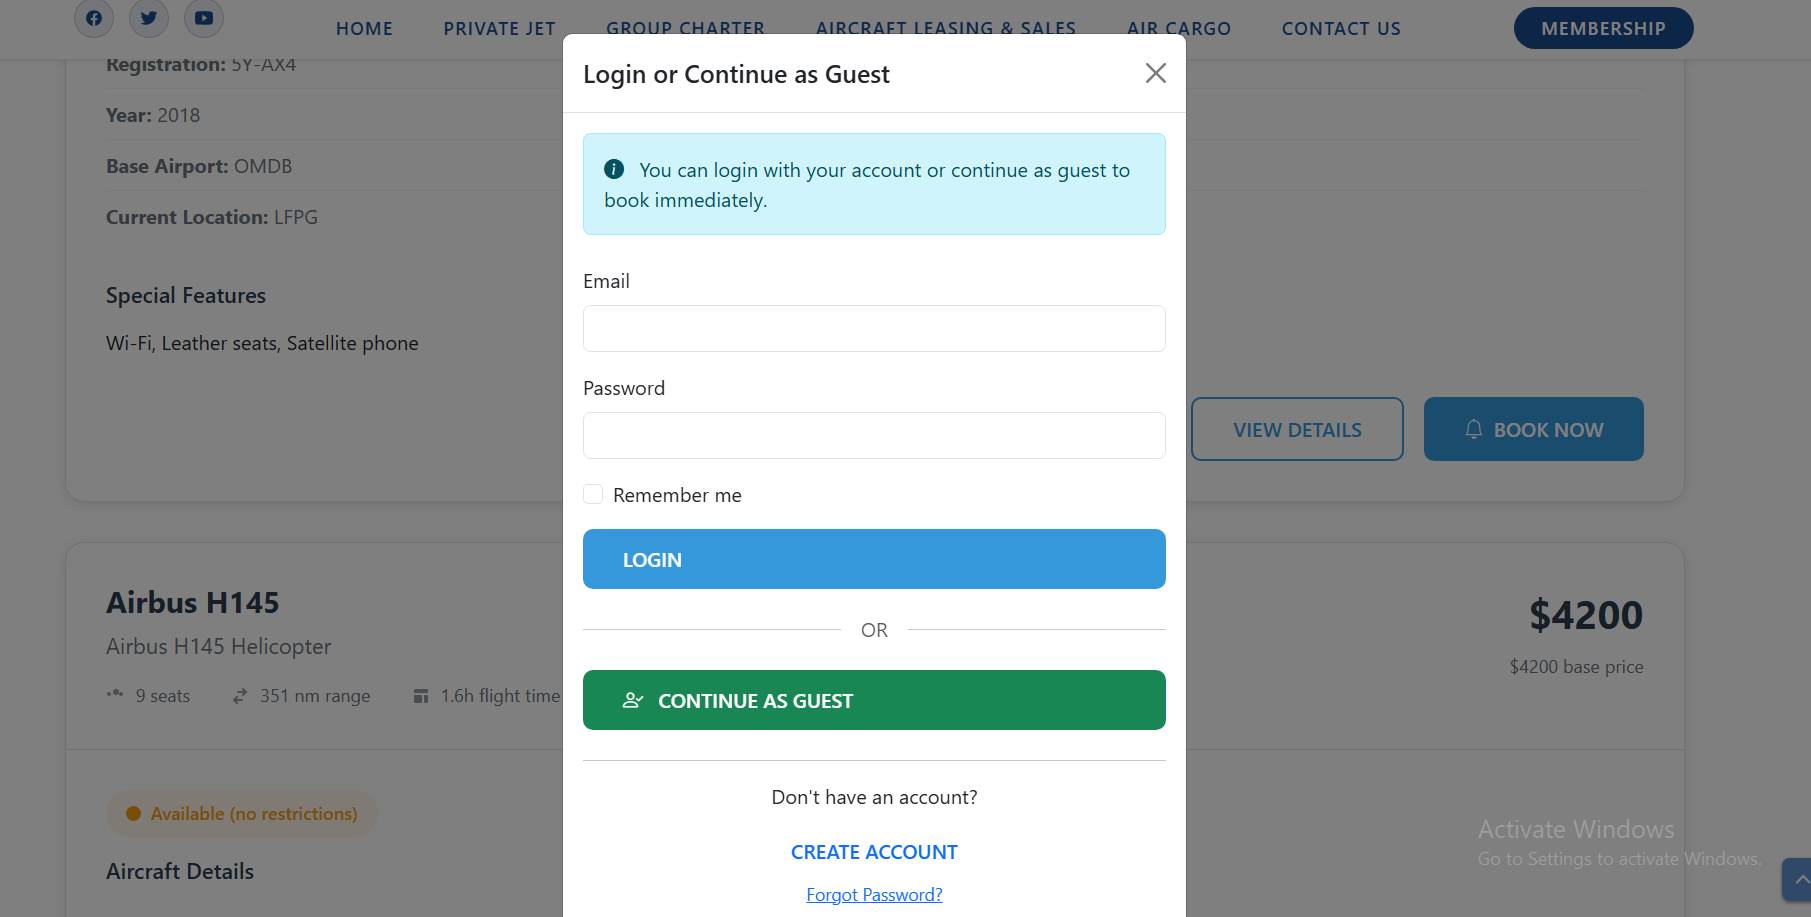 HOME PRIVATE JET GROUP CHARTER AIRCRAFT LEASING & SALES AIR CARGO CONTACT US MEMBERSHIP
Registration: 5Y-AX4
Year: 2018
Base Airport: OMDB
Current Location: LFPG
Special Features
Wi-Fi, Leather seats, Satellite phone
VIEW DETAILS
BOOK NOW
Login or Continue as Guest
You can login with your account or continue as guest to
book immediately.
Email
Password
Remember me
LOGIN
OR
CONTINUE AS GUEST
Don't have an account?
CREATE ACCOUNT
Forgot Password?
Airbus H145
Airbus H145 Helicopter
9 seats 351 nm range 1.6h flight time
$4200
$4200 base price
Available (no restrictions)
Aircraft Details
Activate Windows
Go to Settings to activate Windows.